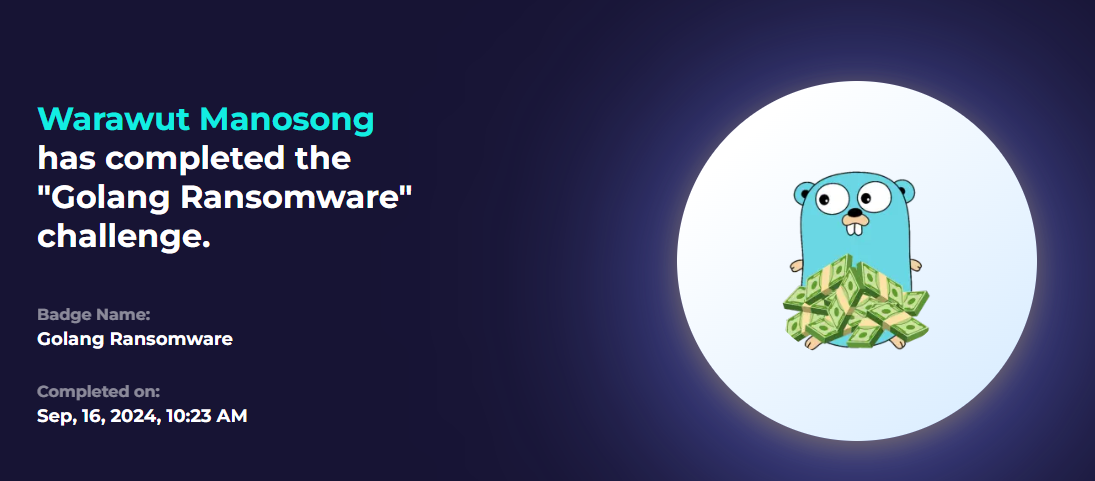 Warawut Manosong
has completed the
"Golang Ransomware"
challenge.
Badge Name:
Golang Ransomware
Completed on:
Sep, 16, 2024, 10:23 AM